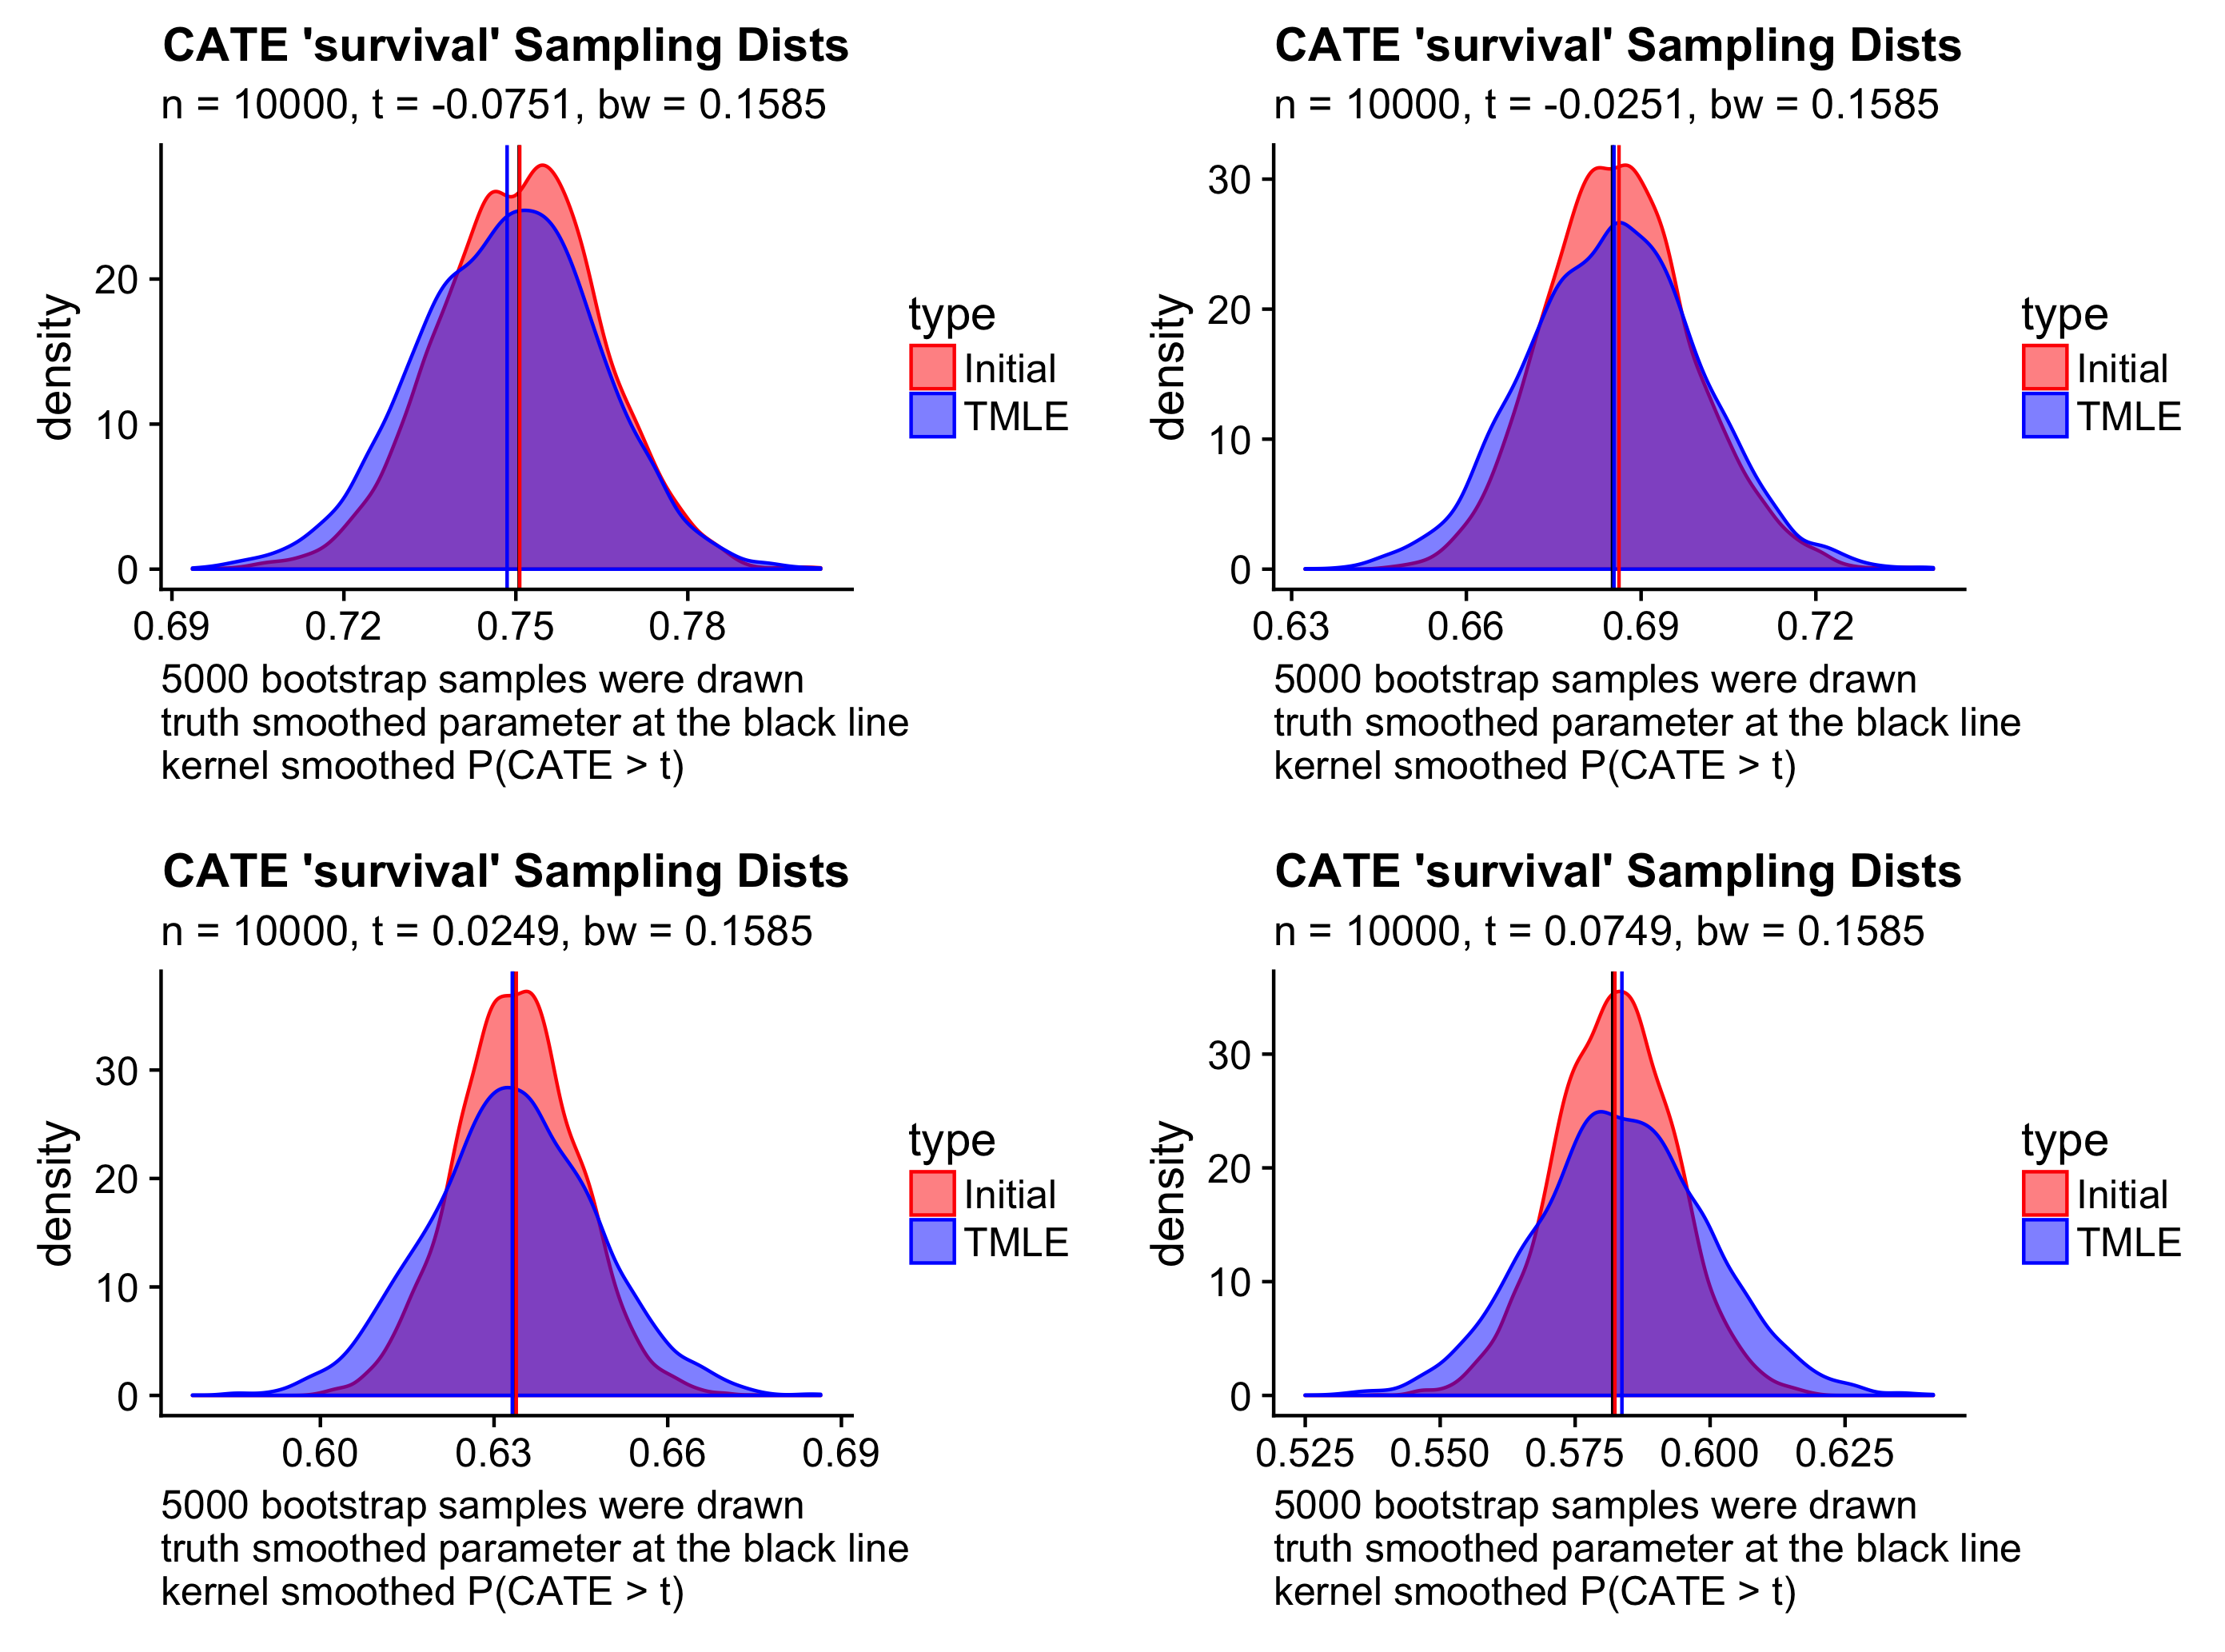 CATE 'survival' Sampling Dists
n = 10000, t = -0.0751, bw = 0.1585
density
20
10
0
0.69 0.72 0.75 0.78
type
Initial
TMLE
5000 bootstrap samples were drawn
truth smoothed parameter at the black line
kernel smoothed P(CATE > t)
CATE 'survival' Sampling Dists
n = 10000, t = -0.0251, bw = 0.1585
density
30
20
10
0
0.63 0.66 0.69 0.72
type
Initial
TMLE
5000 bootstrap samples were drawn
truth smoothed parameter at the black line
kernel smoothed P(CATE > t)
CATE 'survival' Sampling Dists
n = 10000, t = 0.0249, bw = 0.1585
density
30
20
10
0
0.60 0.63 0.66 0.69
type
Initial
TMLE
5000 bootstrap samples were drawn
truth smoothed parameter at the black line
kernel smoothed P(CATE > t)
CATE 'survival' Sampling Dists
n = 10000, t = 0.0749, bw = 0.1585
density
30
20
10
0
0.525 0.550 0.575 0.600 0.625
type
Initial
TMLE
5000 bootstrap samples were drawn
truth smoothed parameter at the black line
kernel smoothed P(CATE > t)